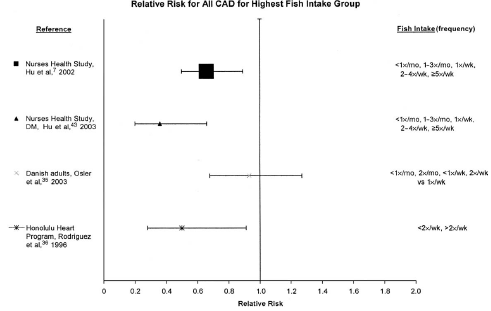 Relative Risk for All CAD for Highest Fish Intake Group
Reference
Fish Intake (frequency)
Nurses Health Study,
Hu et al,7 2002
<1x/mo, 1-3x/mo, 1x/wk,
2-4x/wk, ≥5x/wk
Nurses Health Study,
DM, Hu et al,43 2003
<1x/mo, 1-3x/mo, 1x/wk,
2-4x/wk, ≥5x/wk
Danish adults, Osler
et al,35 2003
<1x/mo, 2x/mo, <1x/wk, 2x/wk
vs 1x/wk
Honolulu Heart
Program, Rodriguez
et al,36 1996
<2x/wk, >2x/wk
0 0.2 0.4 0.6 0.8 1.0 1.2 1.4 1.6 1.8 2.0
Relative Risk